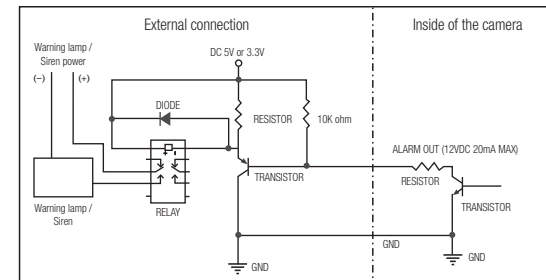 External connection
Inside of the camera
Warning lamp /
Siren power
(−)
(+)
DC 5V or 3.3V
DIODE
RESISTOR
10K ohm
ALARM OUT (12VDC 20mA MAX)
TRANSISTOR
RESISTOR
TRANSISTOR
Warning lamp /
Siren
RELAY
GND
GND
GND